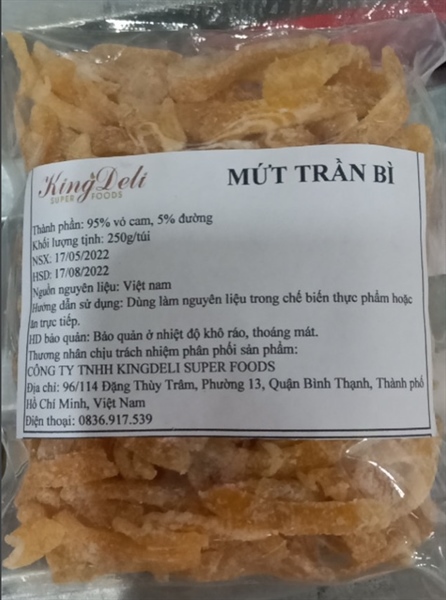 KingDeli
SUPER FOODS
MỨT TRẦN BÌ
Thành phần: 95% vỏ cam, 5% đường
Khối lượng tịnh: 250g/túi
NSX: 17/05/2022
HSD: 17/08/2022
Nguồn nguyên liệu: Việt nam
Hướng dẫn sử dụng: Dùng làm nguyên liệu trong chế biến thực phẩm hoặc
ăn trực tiếp.
HD bảo quản: Bảo quản ở nhiệt độ khô ráo, thoáng mát.
Thương nhân chịu trách nhiệm phân phối sản phẩm:
CÔNG TY TNHH KINGDELI SUPER FOODS
Địa chỉ: 96/114 Đặng Thùy Trâm, Phường 13, Quận Bình Thạnh, Thành phố
Hồ Chí Minh, Việt Nam
Điện thoại: 0836.917.539